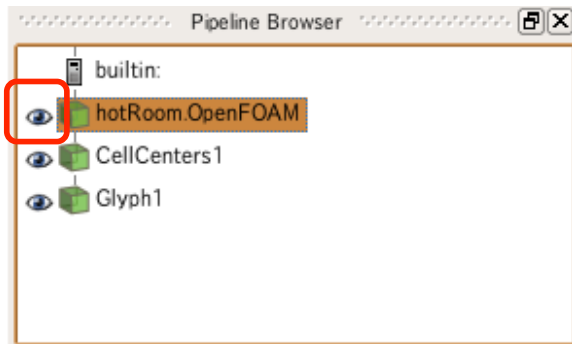 Pipeline Browser
builtin:
hotRoom.OpenFOAM
CellCenters1
Glyph1